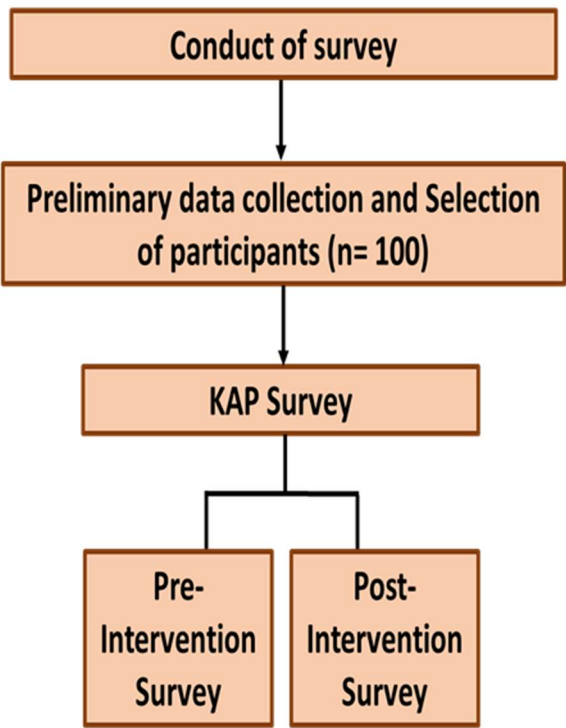 Conduct of survey
Preliminary data collection and Selection
of participants (n= 100)
KAP Survey
Pre-
Intervention
Survey
Post-
Intervention
Survey